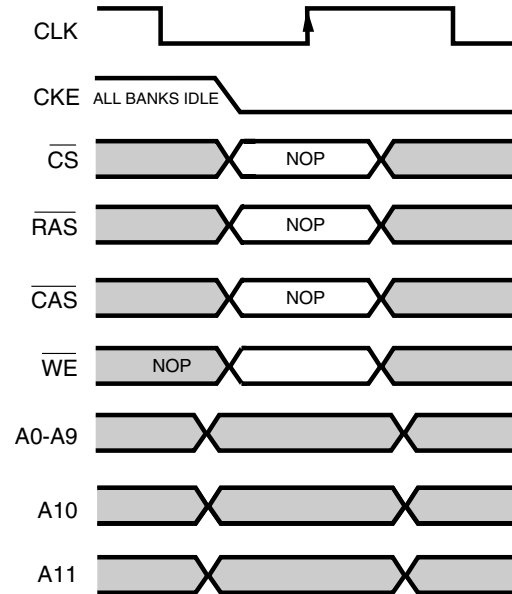 CLK
CKE ALL BANKS IDLE
CS NOP
RAS NOP
CAS NOP
WE NOP
A0-A9
A10
A11